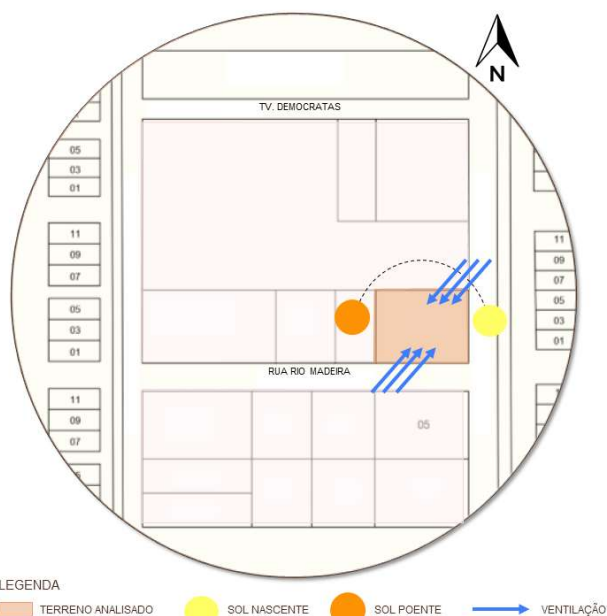 N
TV. DEMOCRATAS
05
03
01
11
09
07
05
03
01
11
09
07
11
09
07
05
03
01
11
RUA RIO MADEIRA
05
LEGENDA
TERRENO ANALISADO
SOL NASCENTE
SOL POENTE
VENTILAÇÃO